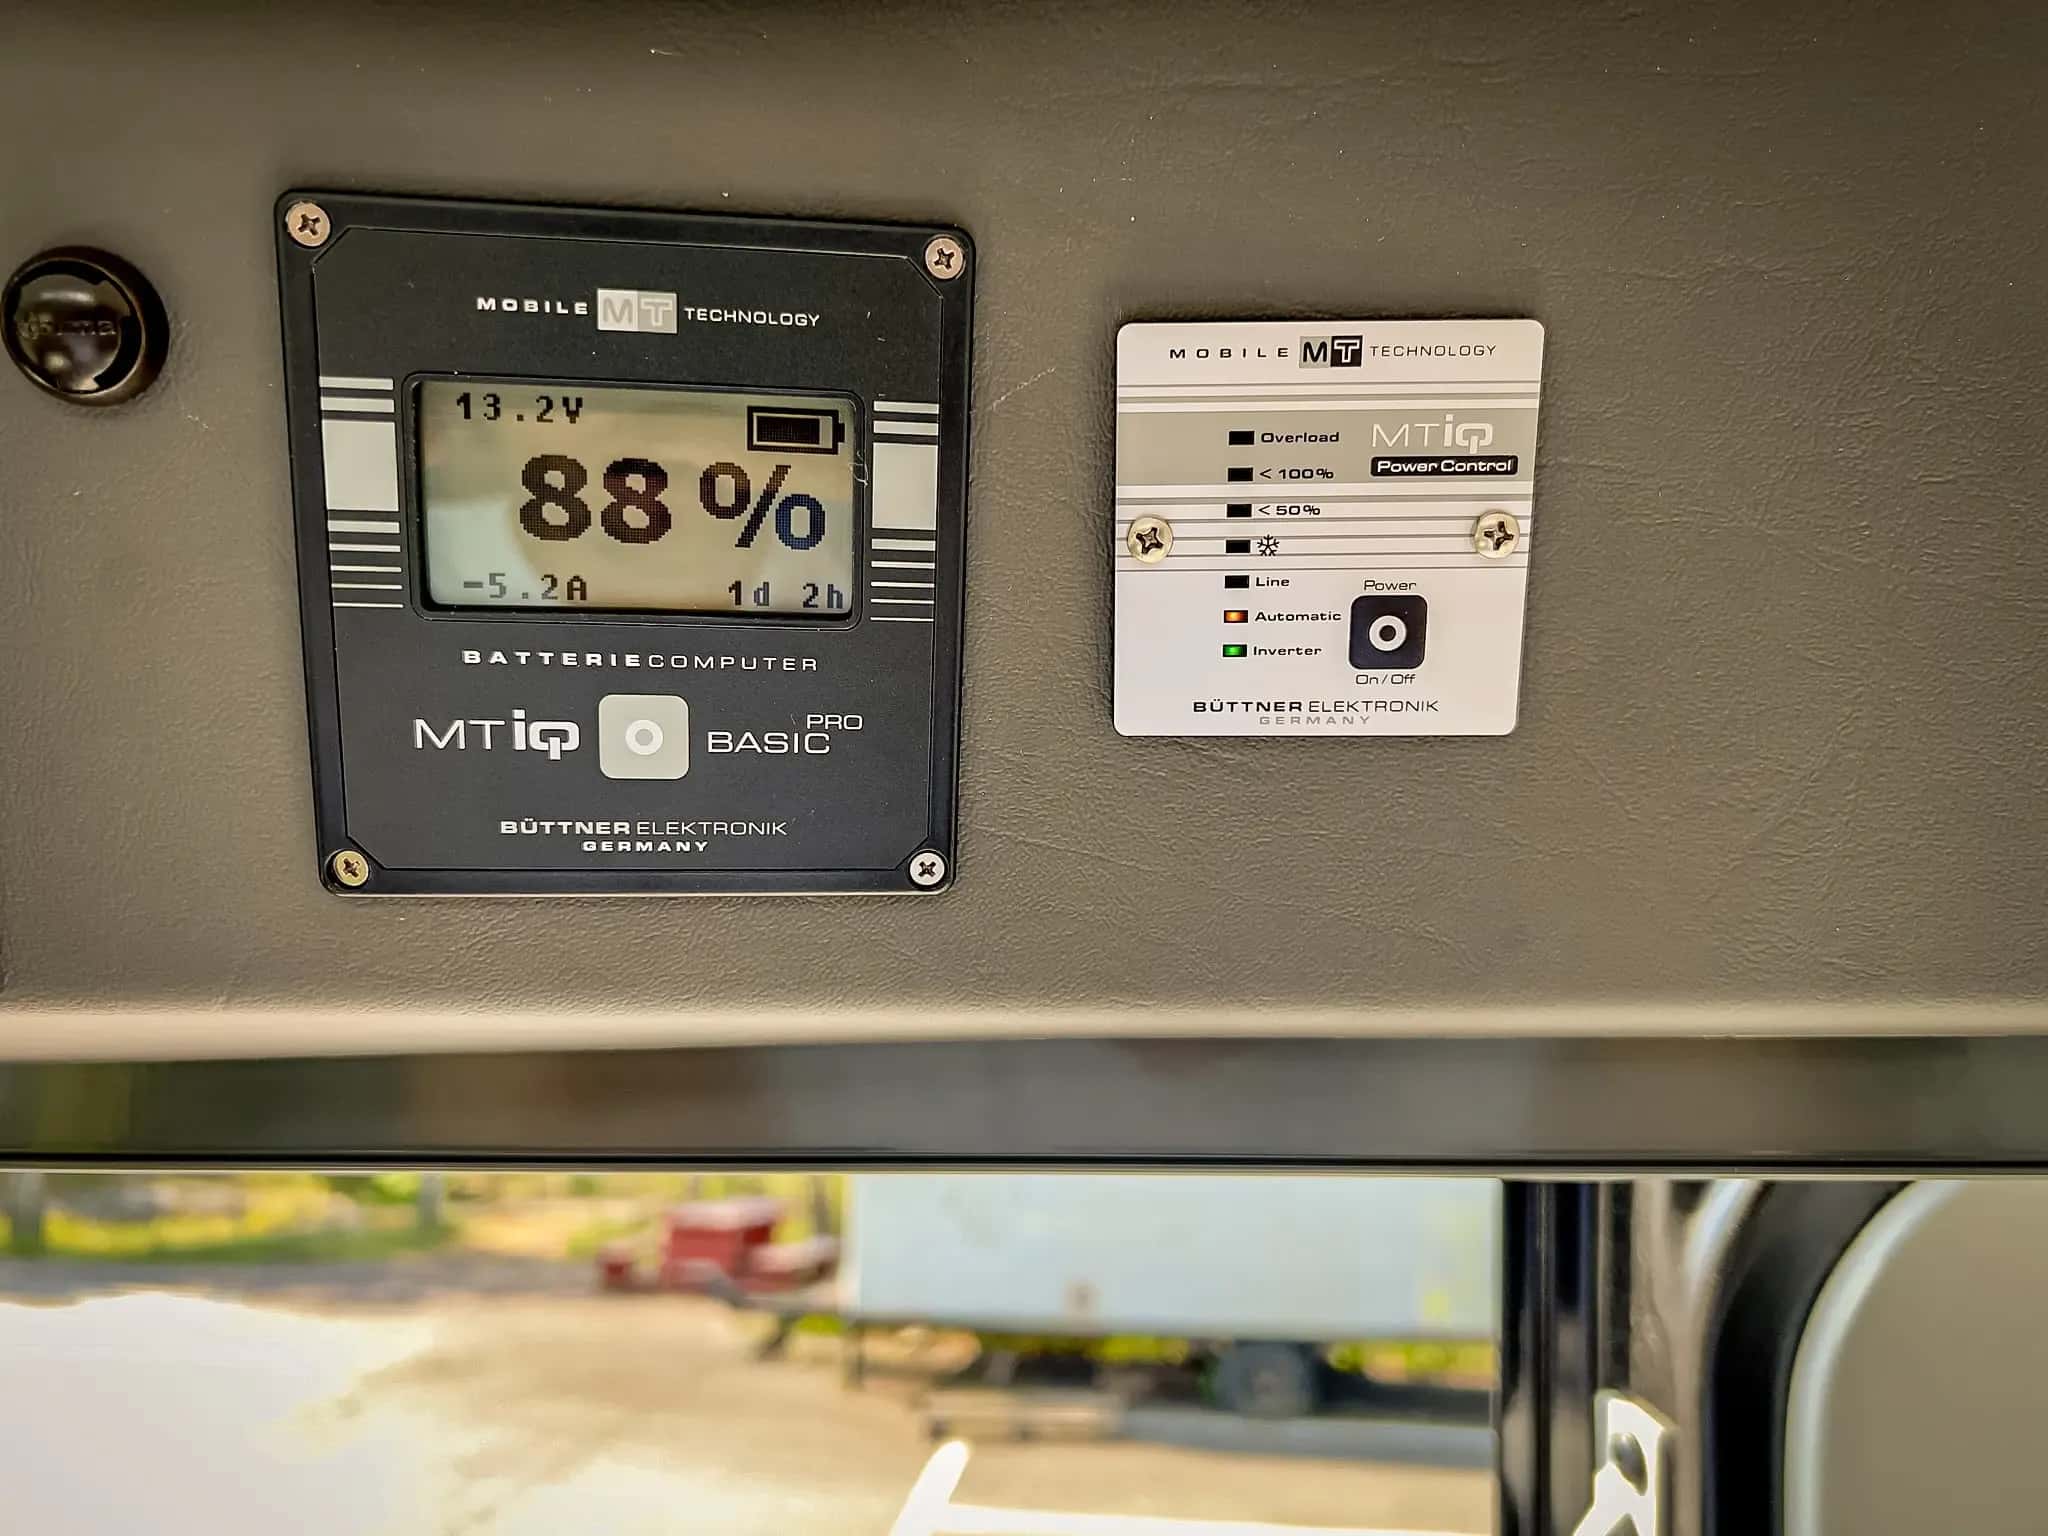 MOBILE MT TECHNOLOGY
13.2V
88%
-5.2A 1d 2h
BATTERIECOMPUTER
MTiQ BASIC PRO
BÜTTNER ELEKTRONIK
GERMANY
MOBILE MT TECHNOLOGY
MTiQ
Power Control
Overload
< 100%
< 50%
Line
Automatic
Inverter
Power
On / Off
BÜTTNER ELEKTRONIK
GERMANY